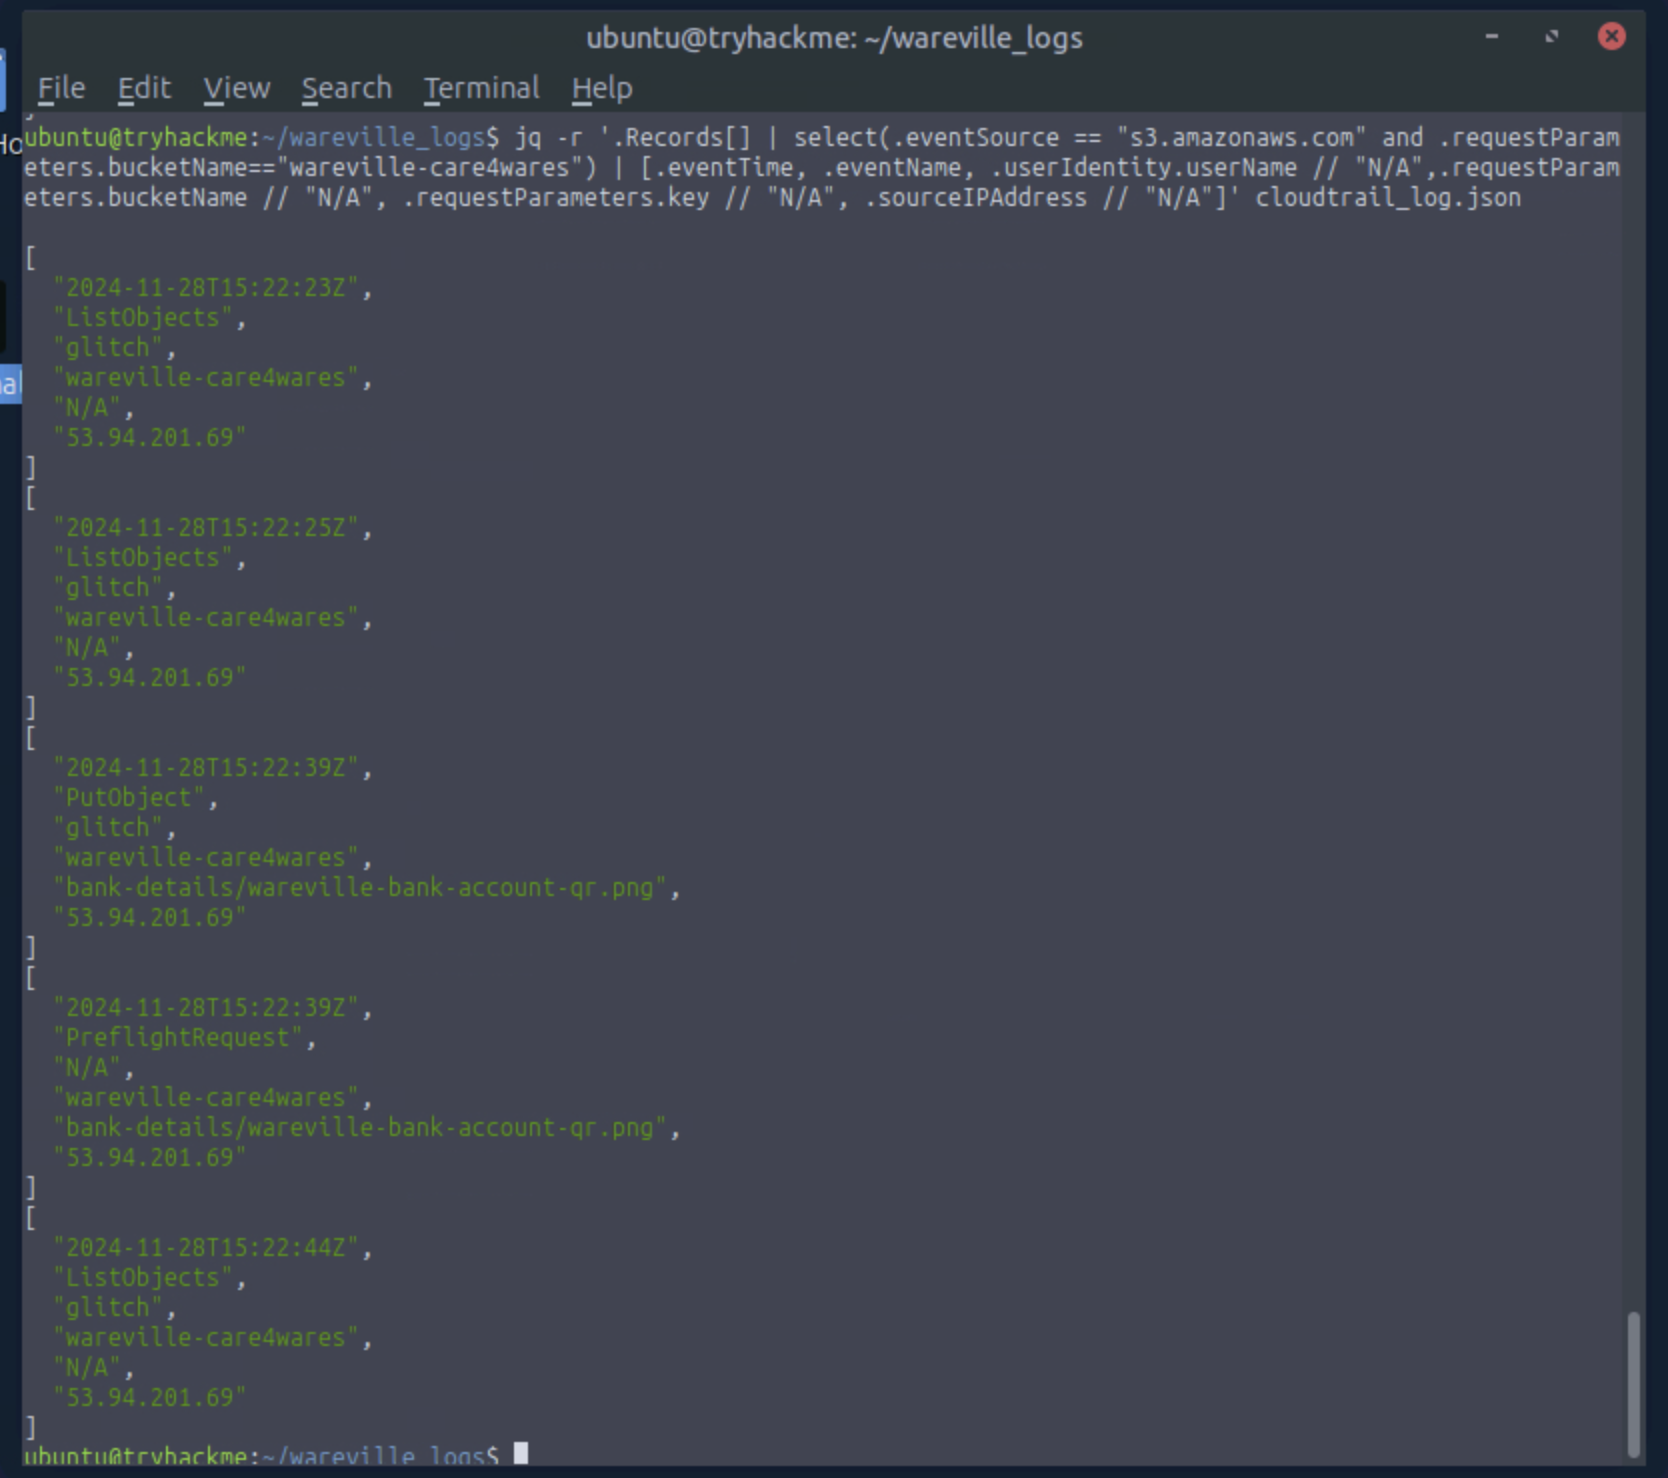 ubuntu@tryhackme: ~/wareville_logs
File Edit View Search Terminal Help
ubuntu@tryhackme:~/wareville_logs$ jq -r '.Records[] | select(.eventSource == "s3.amazonaws.com" and .requestParam
eters.bucketName=="wareville-care4wares") | [.eventTime, .eventName, .userIdentity.userName // "N/A",.requestParam
eters.bucketName // "N/A", .requestParameters.key // "N/A", .sourceIPAddress // "N/A"]' cloudtrail_log.json
[
"2024-11-28T15:22:23Z",
"ListObjects",
"glitch",
"wareville-care4wares",
"N/A",
"53.94.201.69"
]
[
"2024-11-28T15:22:25Z",
"ListObjects",
"glitch",
"wareville-care4wares",
"N/A",
"53.94.201.69"
]
[
"2024-11-28T15:22:39Z",
"PutObject",
"glitch",
"wareville-care4wares",
"bank-details/wareville-bank-account-qr.png",
"53.94.201.69"
]
[
"2024-11-28T15:22:39Z",
"PreflightRequest",
"N/A",
"wareville-care4wares",
"bank-details/wareville-bank-account-qr.png",
"53.94.201.69"
]
[
"2024-11-28T15:22:44Z",
"ListObjects",
"glitch",
"wareville-care4wares",
"N/A",
"53.94.201.69"
]
ubuntu@tryhackme:~/wareville_logs$